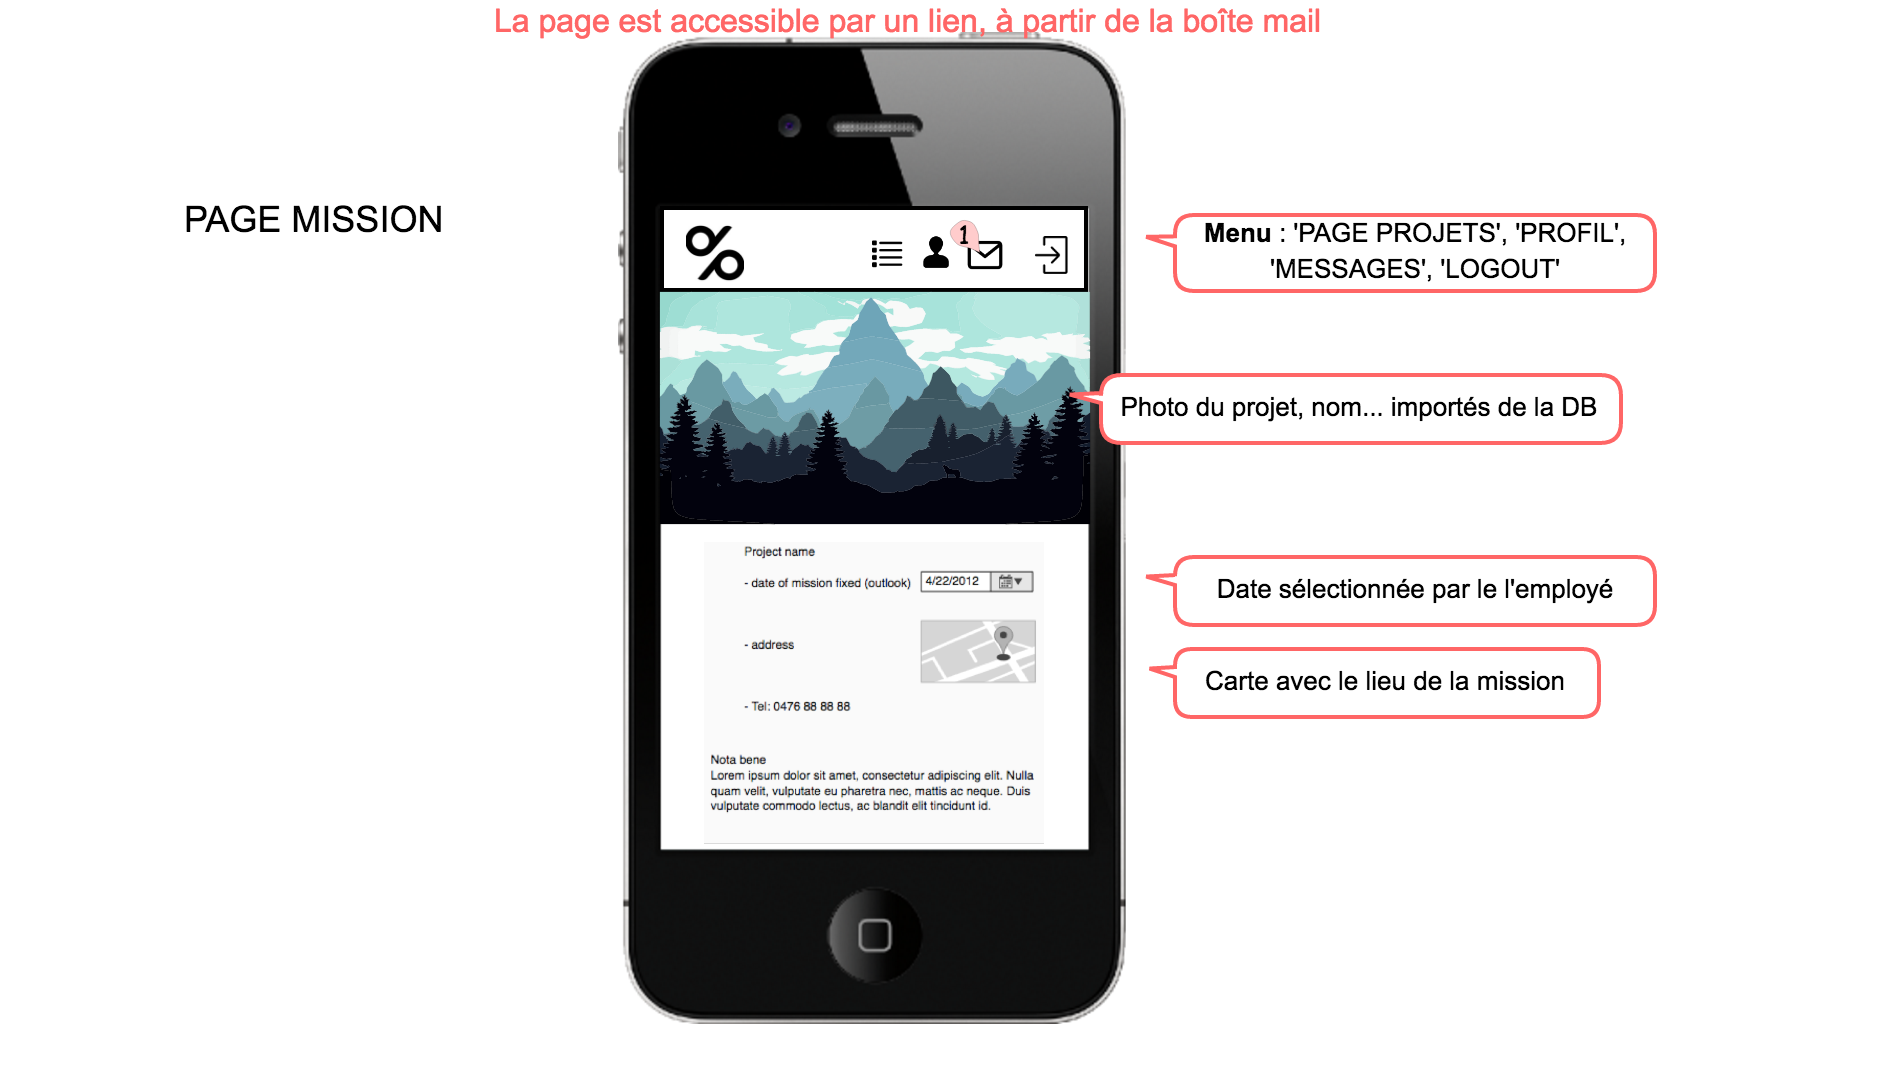 La page est accessible par un lien, à partir de la boîte mail
PAGE MISSION
1
Menu : 'PAGE PROJETS', 'PROFIL',
'MESSAGES', 'LOGOUT'
Photo du projet, nom... importés de la DB
Project name
- date of mission fixed (outlook) 4/22/2012
Date sélectionnée par le l'employé
- address
Carte avec le lieu de la mission
- Tel: 0476 88 88 88
Nota bene
Lorem ipsum dolor sit amet, consectetur adipiscing elit. Nulla
quam velit, vulputate eu pharetra nec, mattis ac neque. Duis
vulputate commodo lectus, ac blandit elit tincidunt id.